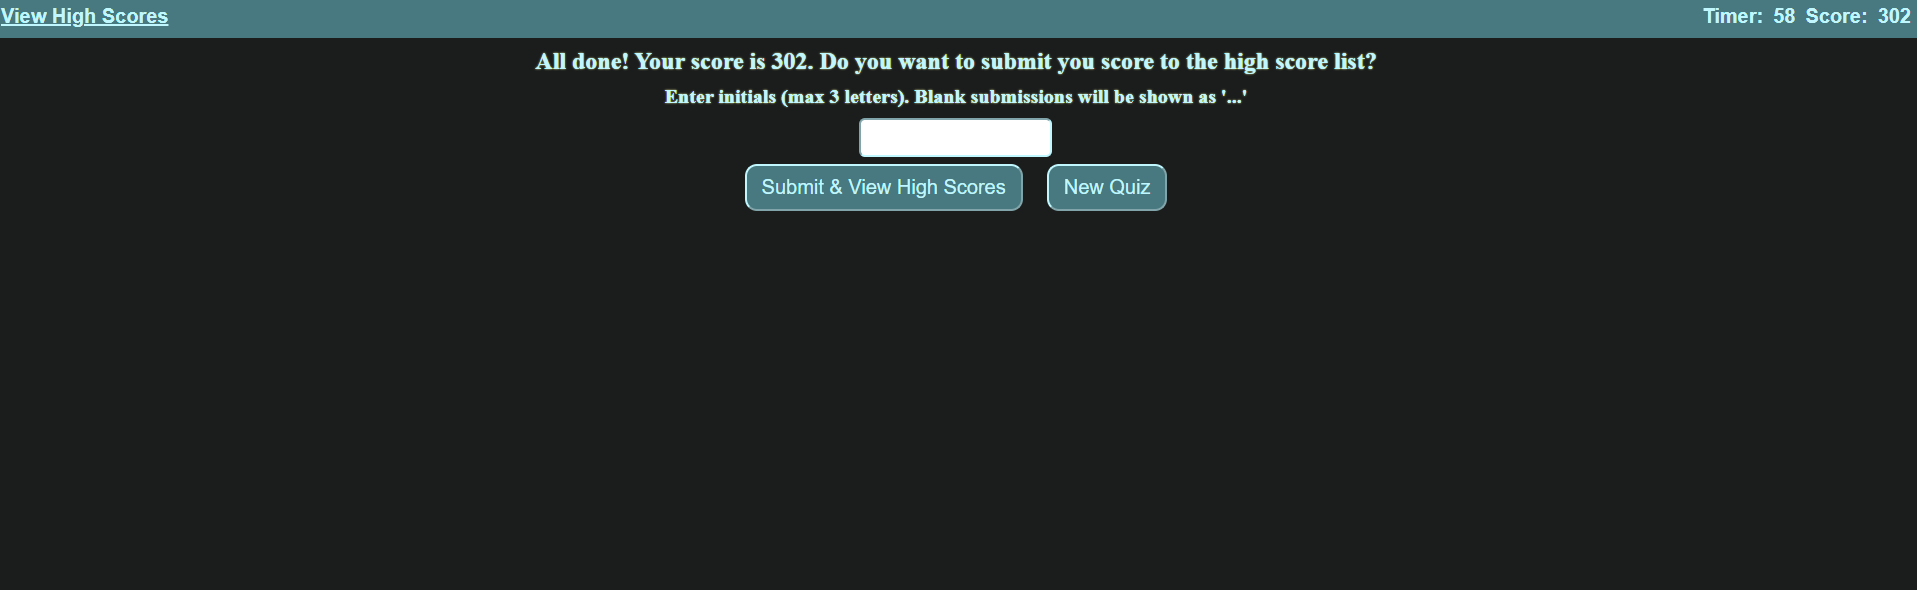 View High Scores
Timer: 58 Score: 302
All done! Your score is 302. Do you want to submit you score to the high score list?
Enter initials (max 3 letters). Blank submissions will be shown as '...'
Submit & View High Scores
New Quiz